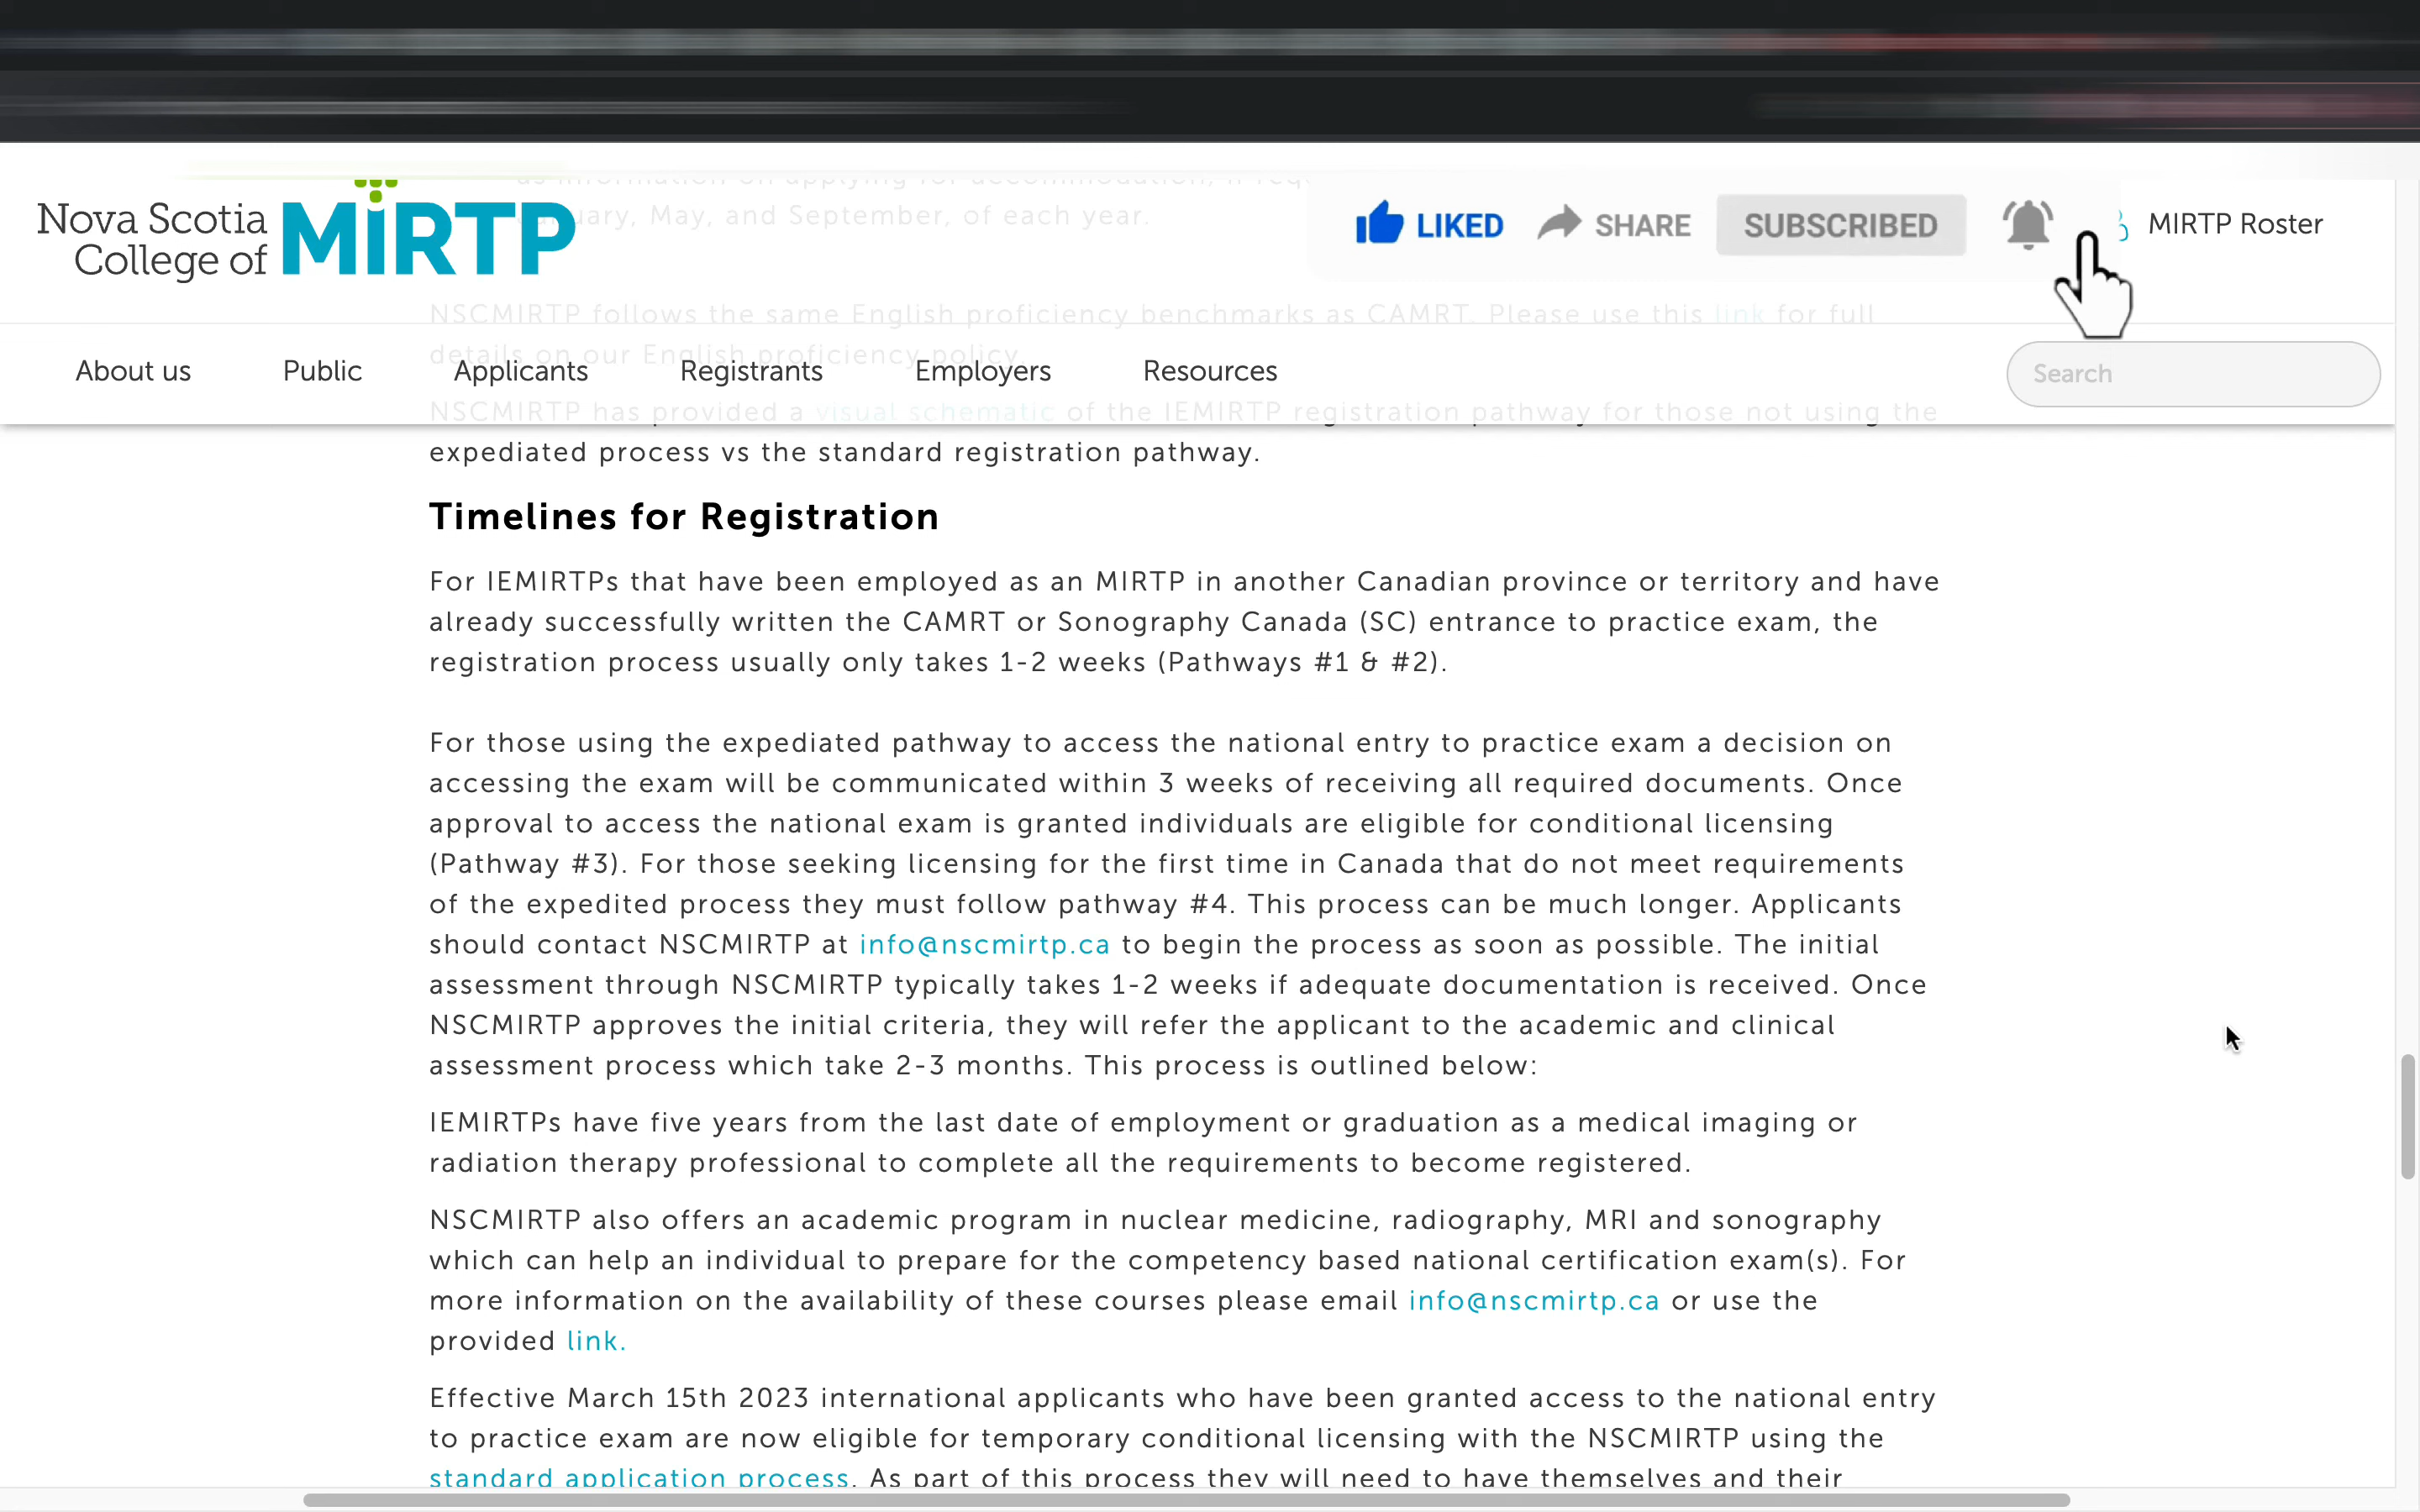 Nova Scotia
College of
MiRTP
uary, May, and September, of each year.
LIKED
SHARE
SUBSCRIBED
MIRTP Roster
NSCMIRTP follows the same English proficiency benchmarks as CAMRT. Please use this link for full
details on our English proficiency policy.
About us
Public
Applicants
Registrants
Employers
Resources
Search
NSCMIRTP has provided a visual schematic of the IEMIRTP registration pathway for those not using the
expediated process vs the standard registration pathway.
Timelines for Registration
For IEMIRTPs that have been employed as an MIRTP in another Canadian province or territory and have
already successfully written the CAMRT or Sonography Canada (SC) entrance to practice exam, the
registration process usually only takes 1-2 weeks (Pathways #1 & #2).
For those using the expediated pathway to access the national entry to practice exam a decision on
accessing the exam will be communicated within 3 weeks of receiving all required documents. Once
approval to access the national exam is granted individuals are eligible for conditional licensing
(Pathway #3). For those seeking licensing for the first time in Canada that do not meet requirements
of the expedited process they must follow pathway #4. This process can be much longer. Applicants
should contact NSCMIRTP at info@nscmirtp.ca to begin the process as soon as possible. The initial
assessment through NSCMIRTP typically takes 1-2 weeks if adequate documentation is received. Once
NSCMIRTP approves the initial criteria, they will refer the applicant to the academic and clinical
assessment process which take 2-3 months. This process is outlined below:
IEMIRTPs have five years from the last date of employment or graduation as a medical imaging or
radiation therapy professional to complete all the requirements to become registered.
NSCMIRTP also offers an academic program in nuclear medicine, radiography, MRI and sonography
which can help an individual to prepare for the competency based national certification exam(s). For
more information on the availability of these courses please email info@nscmirtp.ca or use the
provided link.
Effective March 15th 2023 international applicants who have been granted access to the national entry
to practice exam are now eligible for temporary conditional licensing with the NSCMIRTP using the
standard application process. As part of this process they will need to have themselves and their